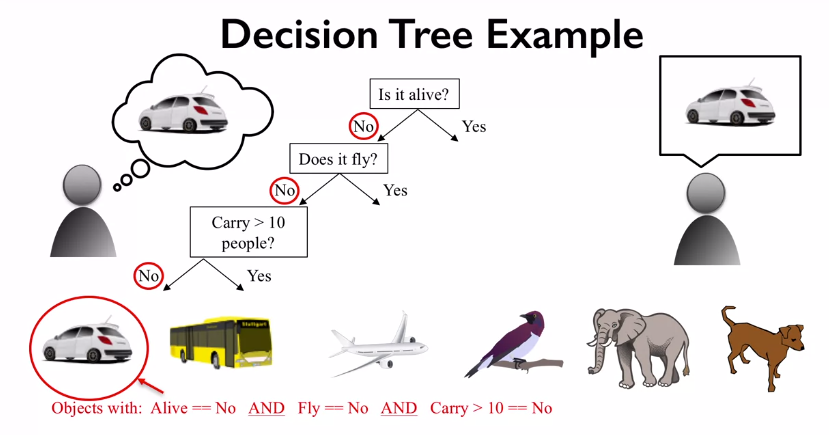 Decision Tree Example
Is it alive?
No
Yes
Does it fly?
No
Yes
Carry > 10
people?
No
Yes
Stuttgart
Objects with: Alive == No AND Fly == No AND Carry > 10 == No